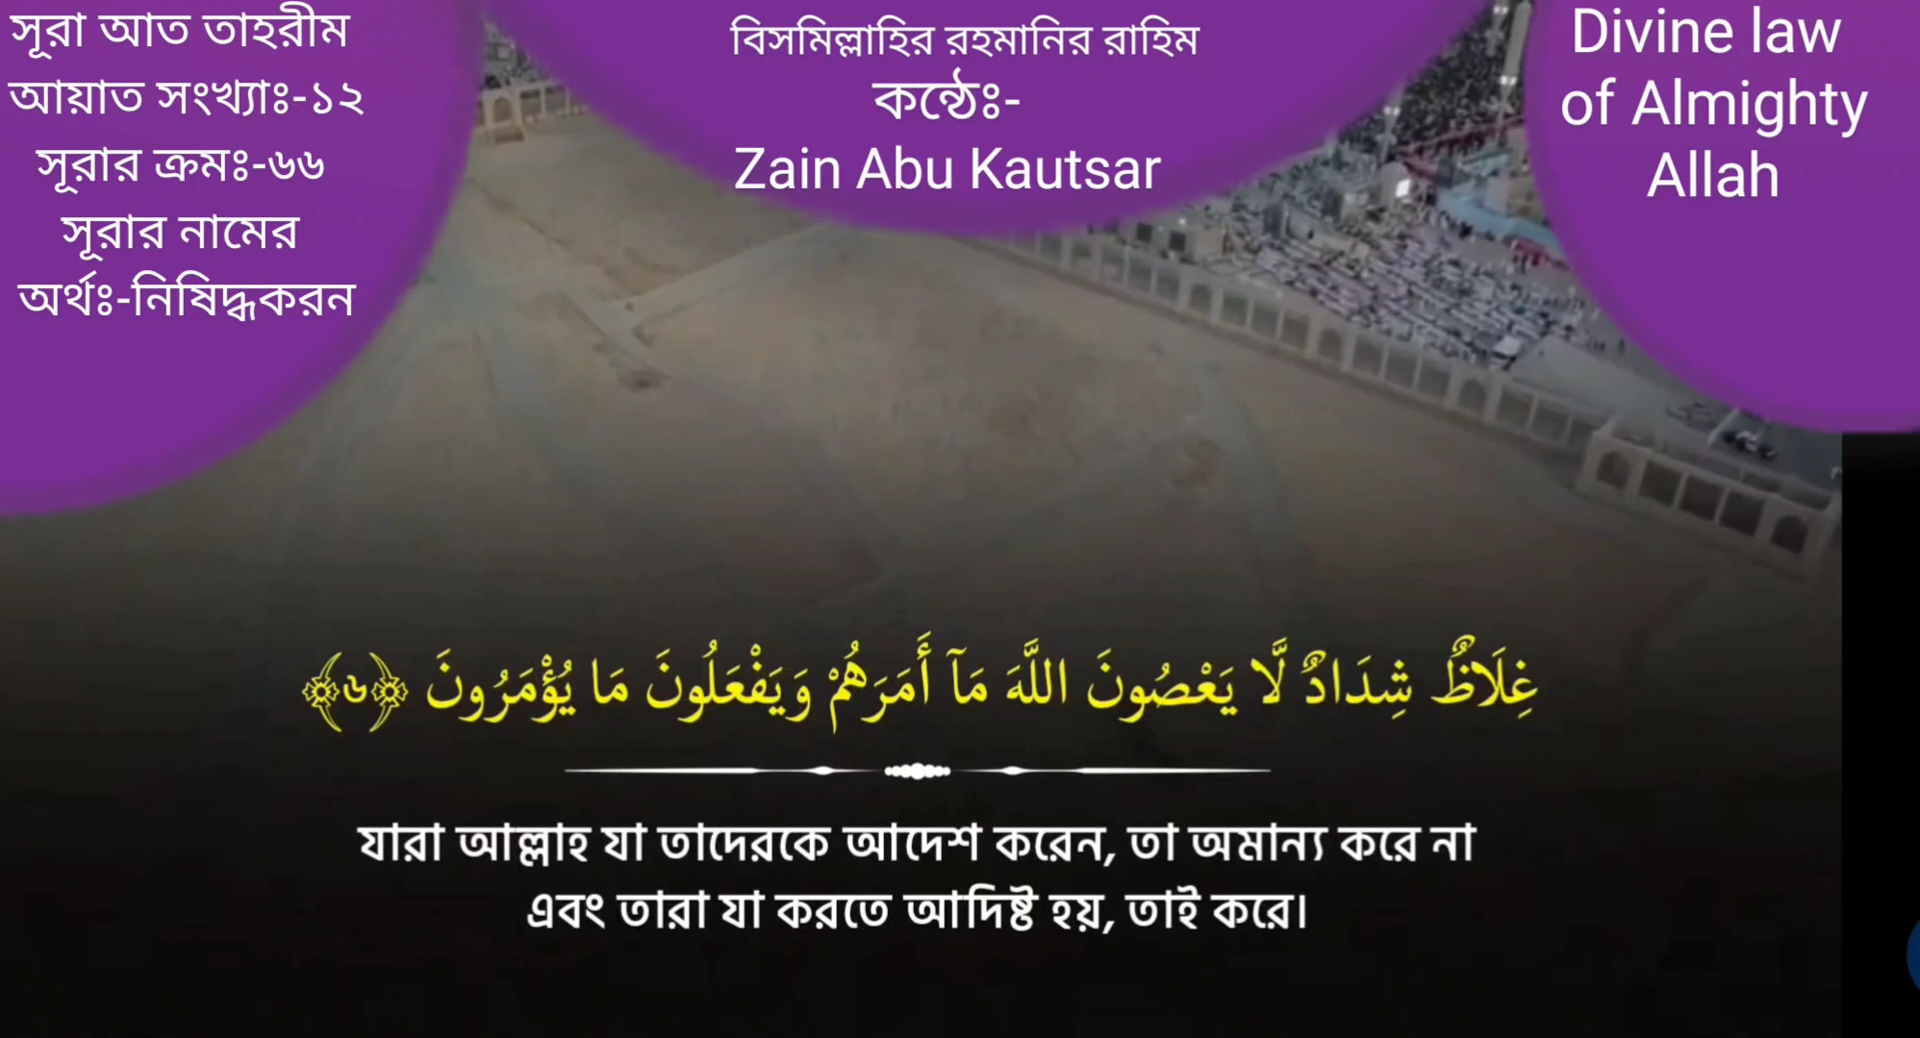 সূরা আত তাহরীম
আয়াত সংখ্যাঃ-১২
সূরার ক্রমঃ-৬৬
সূরার নামের
অর্থঃ-নিষিদ্ধকরন
বিসমিল্লাহির রহমানির রাহিম
কন্ঠেঃ-
Zain Abu Kautsar
Divine law
of Almighty
Allah
غِلَاظٌ شِدَادٌ لَّا يَعْصُونَ اللَّهَ مَآ أَمَرَهُمْ وَيَفْعَلُونَ مَا يُؤْمَرُونَ ﴿৬﴾
যারা আল্লাহ যা তাদেরকে আদেশ করেন, তা অমান্য করে না
এবং তারা যা করতে আদিষ্ট হয়, তাই করে।